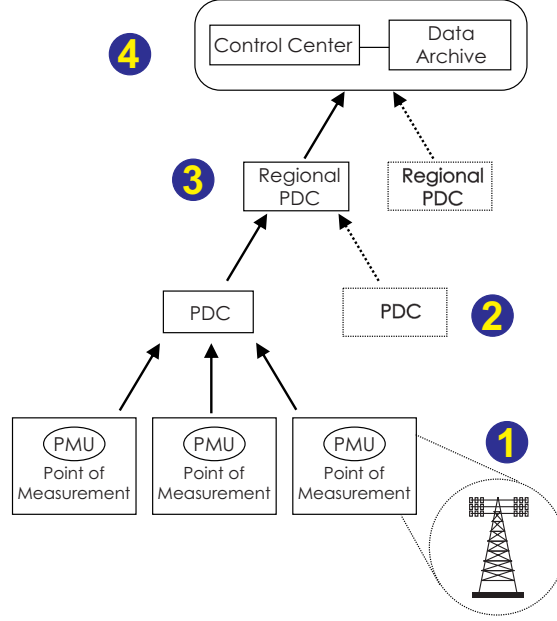 4
Control Center
Data
Archive
3
Regional
PDC
Regional
PDC
PDC
PDC
2
PMU
Point of
Measurement
PMU
Point of
Measurement
PMU
Point of
Measurement
1